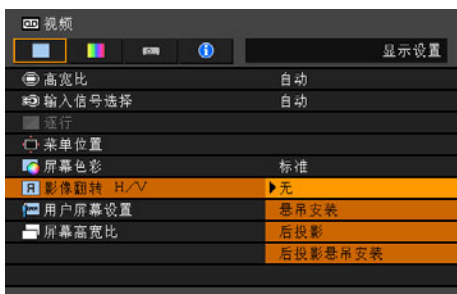 视频
显示设置
高宽比 自动
输入信号选择 自动
逐行
菜单位置
屏幕色彩 标准
影像翻转 H/V 无
用户屏幕设置 悬吊安装
屏幕高宽比 后投影
后投影悬吊安装